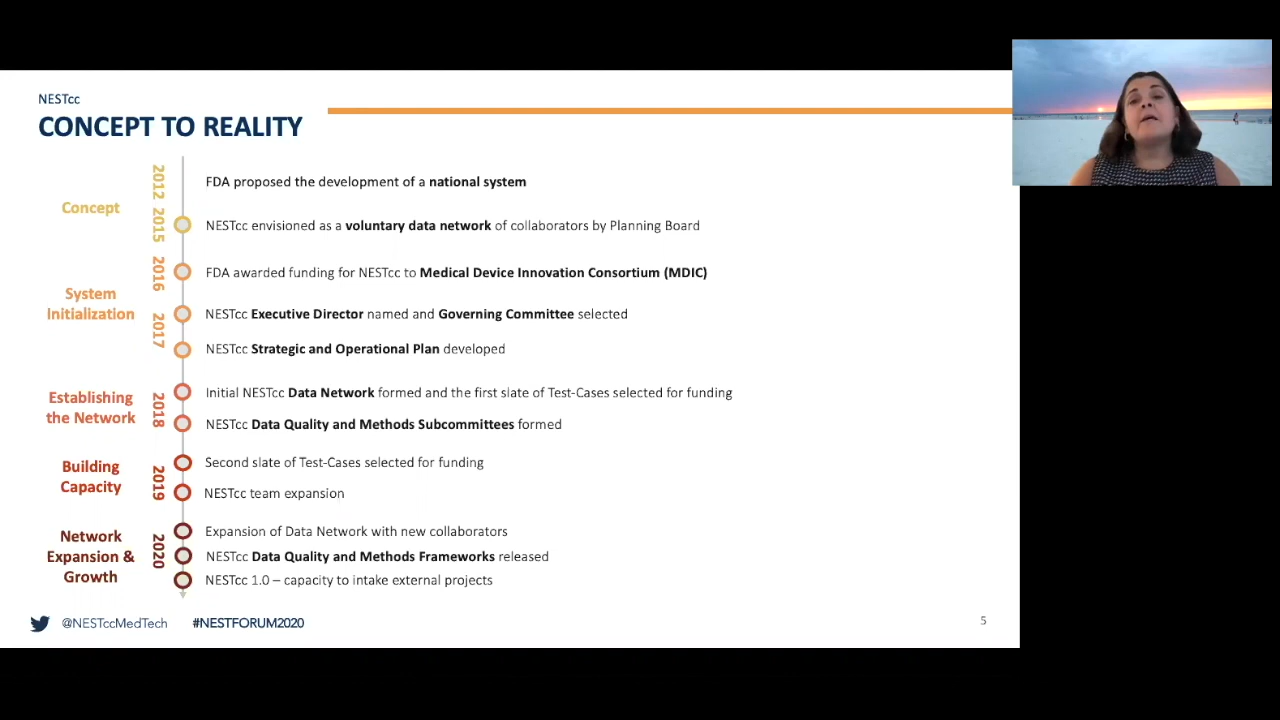 NESTcc
CONCEPT TO REALITY
Concept
2012
2015
FDA proposed the development of a national system
NESTcc envisioned as a voluntary data network of collaborators by Planning Board
System
Initialization
2016
2017
FDA awarded funding for NESTcc to Medical Device Innovation Consortium (MDIC)
NESTcc Executive Director named and Governing Committee selected
NESTcc Strategic and Operational Plan developed
Establishing
the Network
2018
Initial NESTcc Data Network formed and the first slate of Test-Cases selected for funding
NESTcc Data Quality and Methods Subcommittees formed
Building
Capacity
2019
Second slate of Test-Cases selected for funding
NESTcc team expansion
Network
Expansion &
Growth
2020
Expansion of Data Network with new collaborators
NESTcc Data Quality and Methods Frameworks released
NESTcc 1.0 – capacity to intake external projects
@NESTccMedTech #NESTFORUM2020
5